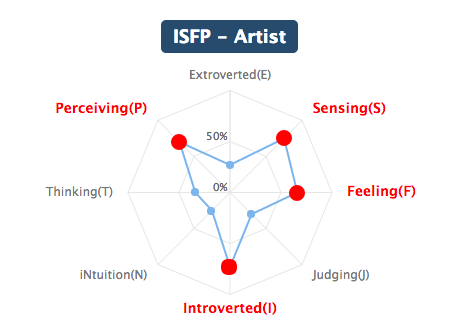 ISFP - Artist
Extroverted(E)
Perceiving(P)
Sensing(S)
50%
Thinking(T)
0%
Feeling(F)
iNtuition(N)
Judging(J)
Introverted(I)